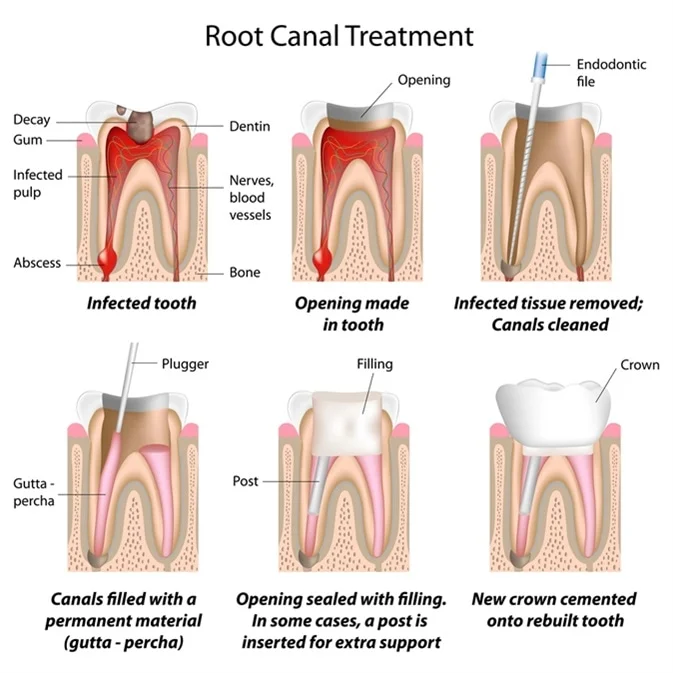 Root Canal Treatment
Decay
Gum
Infected
pulp
Abscess
Dentin
Nerves,
blood
vessels
Bone
Infected tooth
Opening
Opening made
in tooth
Endodontic
file
Infected tissue removed;
Canals cleaned
Plugger
Gutta -
percha
Canals filled with a
permanent material
(gutta - percha)
Filling
Post
Opening sealed with filling.
In some cases, a post is
inserted for extra support
Crown
New crown cemented
onto rebuilt tooth